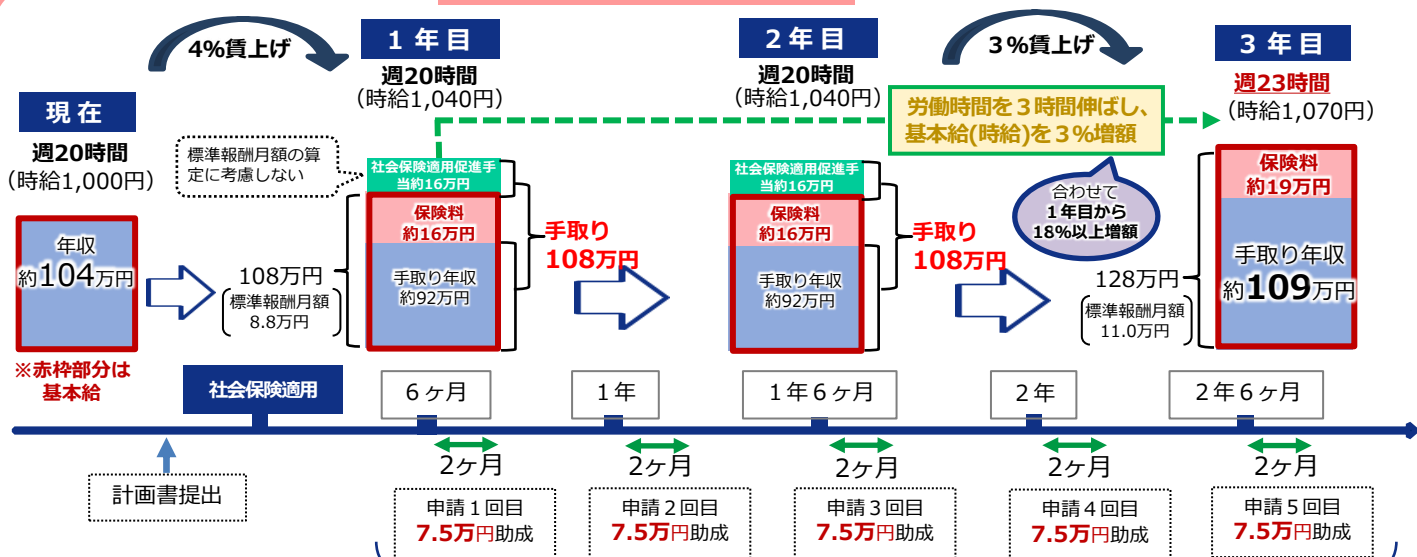 4%賃上げ
1年目
週20時間
（時給1,040円）
2年目
週20時間
（時給1,040円）
3%賃上げ
3年目
週23時間
（時給1,070円）
現在
週20時間
（時給1,000円）
標準報酬月額の算
定に考慮しない
労働時間を３時間伸ばし、
基本給(時給)を３%増額
合わせて
１年目から
18%以上増額
年収
約104万円
※赤枠部分は
基本給
108万円
標準報酬月額
8.8万円
社会保険適用促進手
当約16万円
保険料
約16万円
手取り年収
約92万円
手取り
108万円
社会保険適用促進手
当約16万円
保険料
約16万円
手取り年収
約92万円
手取り
108万円
128万円
標準報酬月額
11.0万円
保険料
約19万円
手取り年収
約109万円
社会保険適用
6ヶ月
1年
1年6ヶ月
2年
2年6ヶ月
計画書提出
2ヶ月
2ヶ月
2ヶ月
2ヶ月
2ヶ月
申請１回目
7.5万円助成
申請２回目
7.5万円助成
申請３回目
7.5万円助成
申請４回目
7.5万円助成
申請５回目
7.5万円助成